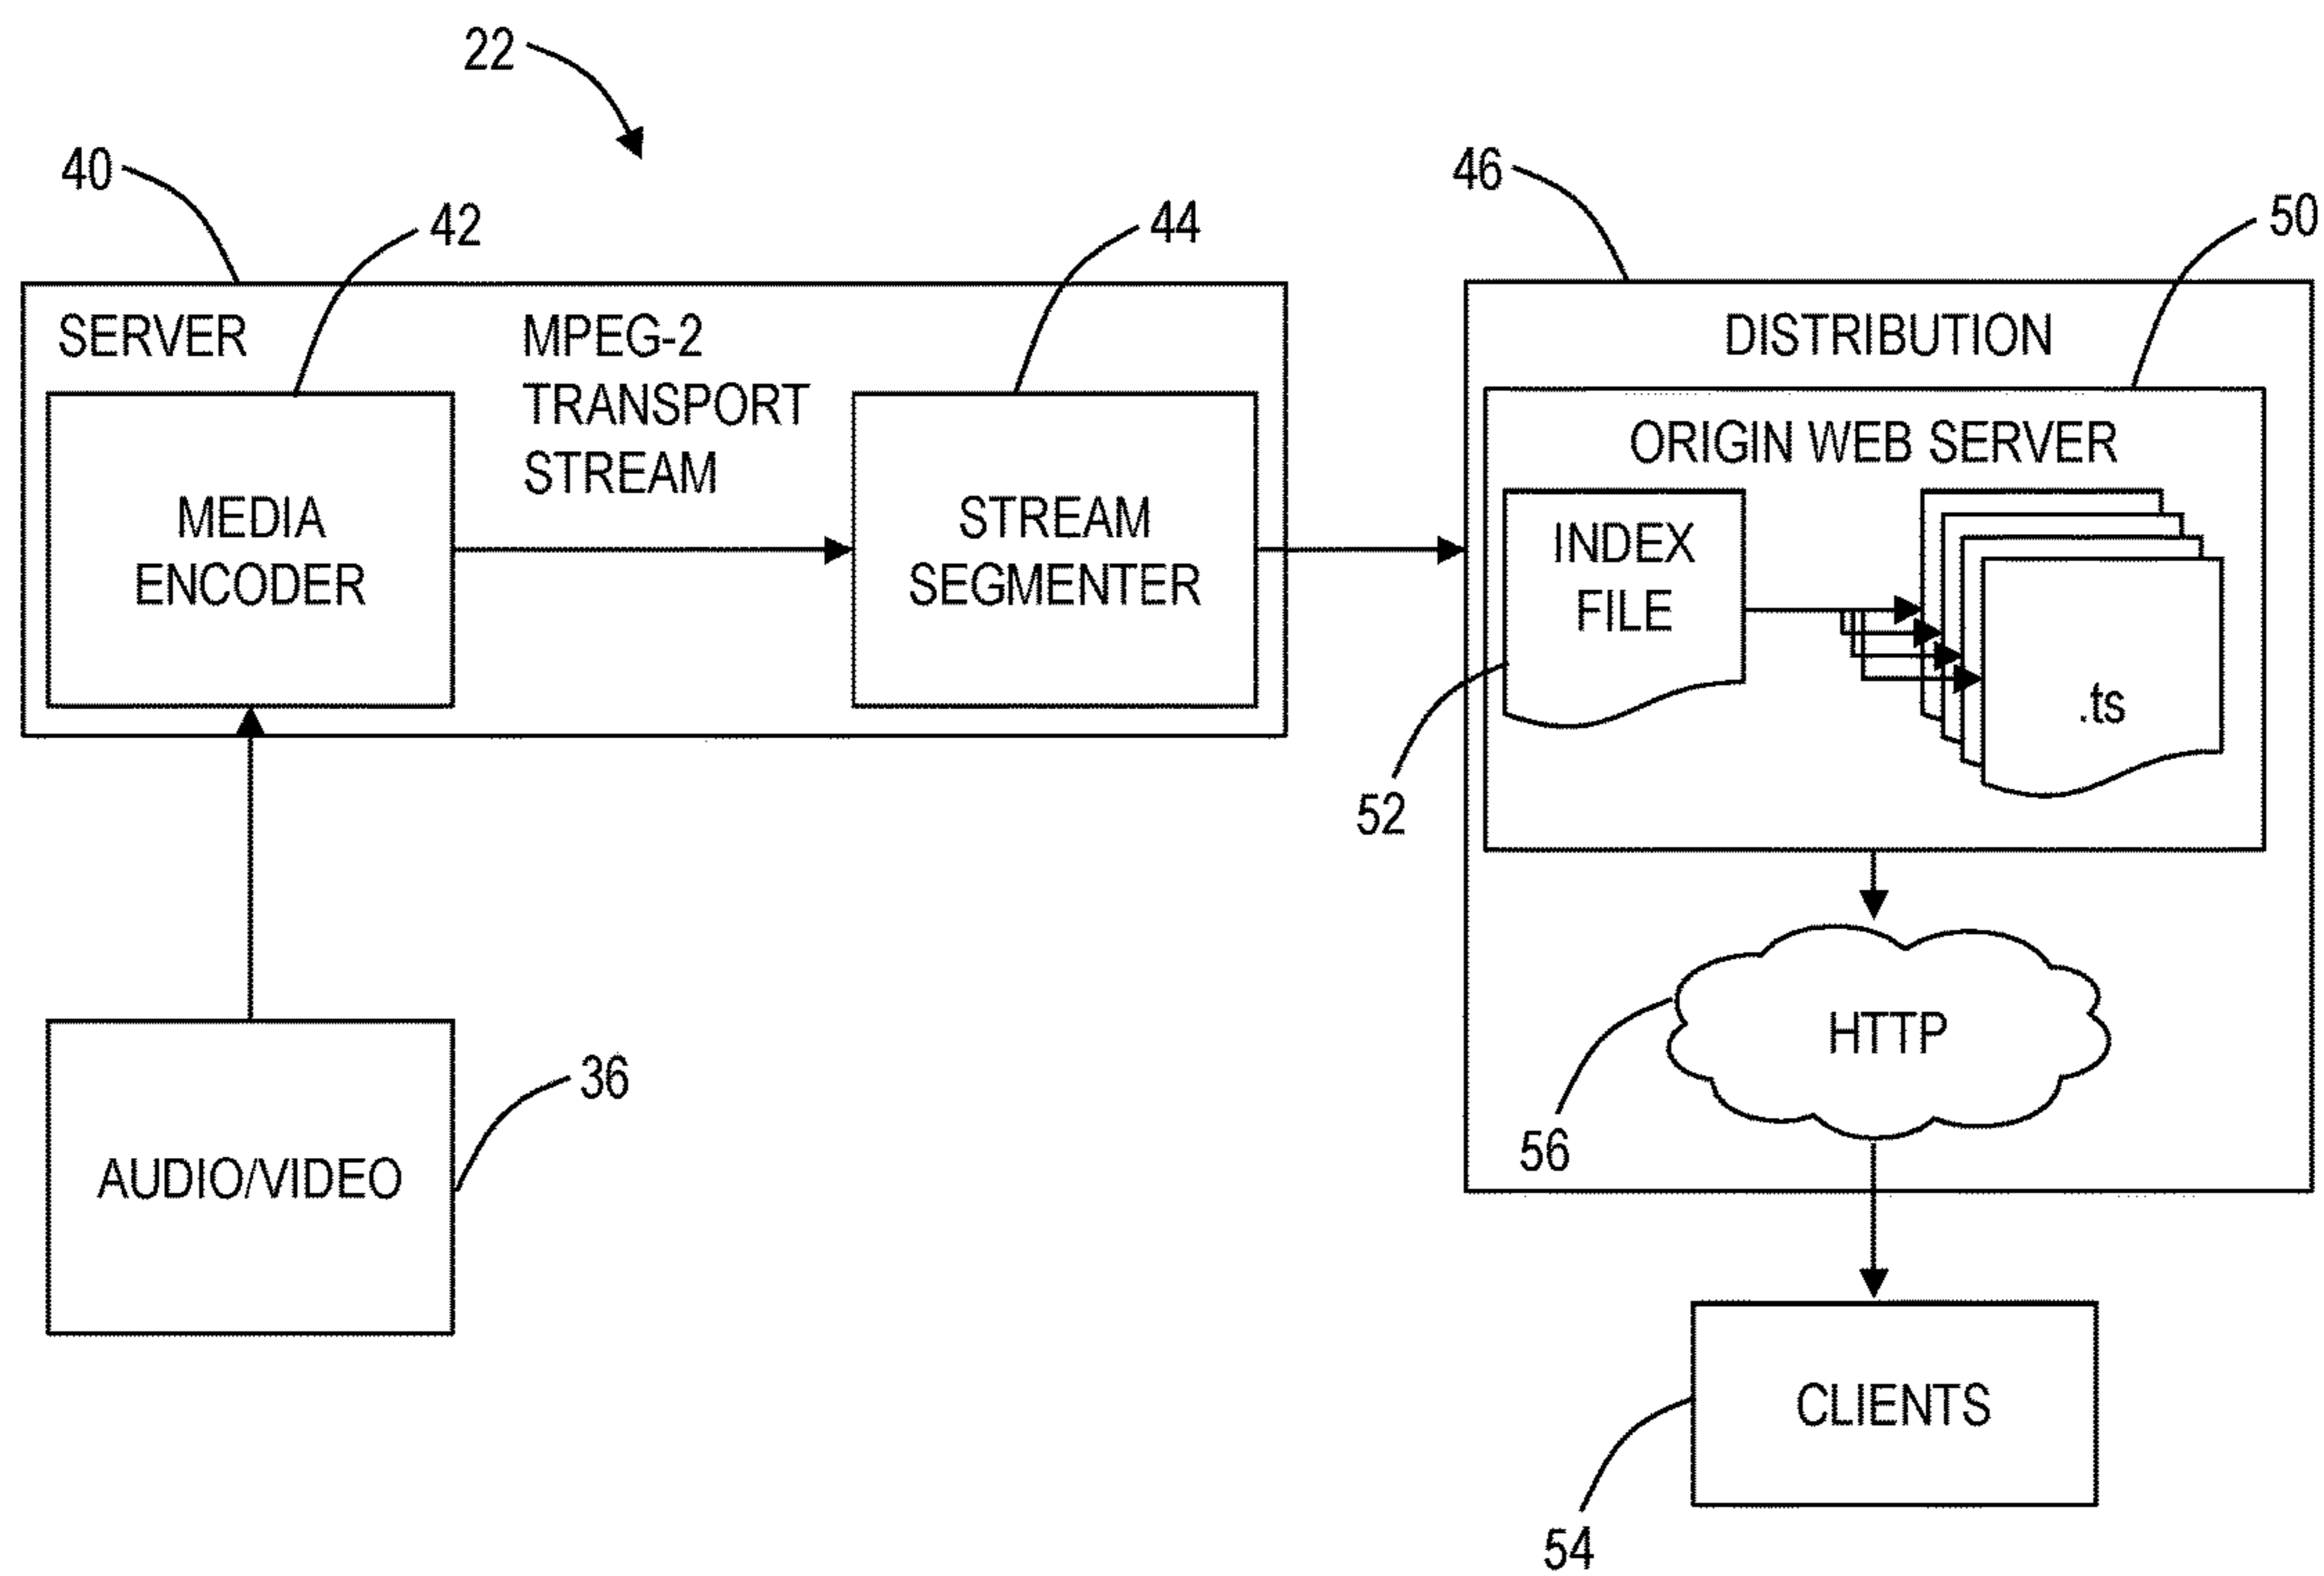 22
40
42
44
46
50
SERVER
MPEG-2
TRANSPORT
STREAM
MEDIA
ENCODER
STREAM
SEGMENTER
DISTRIBUTION
ORIGIN WEB SERVER
INDEX
FILE
.ts
52
HTTP
56
AUDIO/VIDEO
36
CLIENTS
54